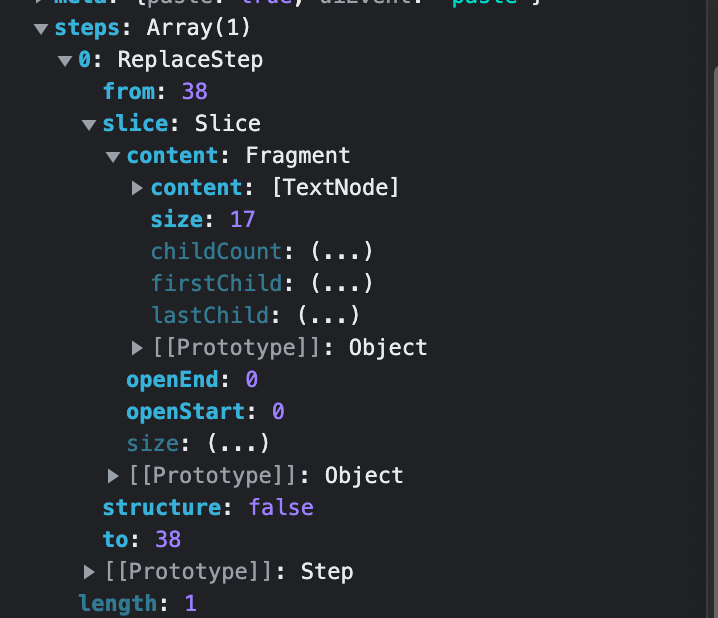 meta: {paste: true, uiEvent: 'paste'}
steps: Array(1)
0: ReplaceStep
from: 38
slice: Slice
content: Fragment
content: [TextNode]
size: 17
childCount: (...)
firstChild: (...)
lastChild: (...)
[[Prototype]]: Object
openEnd: 0
openStart: 0
size: (...)
[[Prototype]]: Object
structure: false
to: 38
[[Prototype]]: Step
length: 1